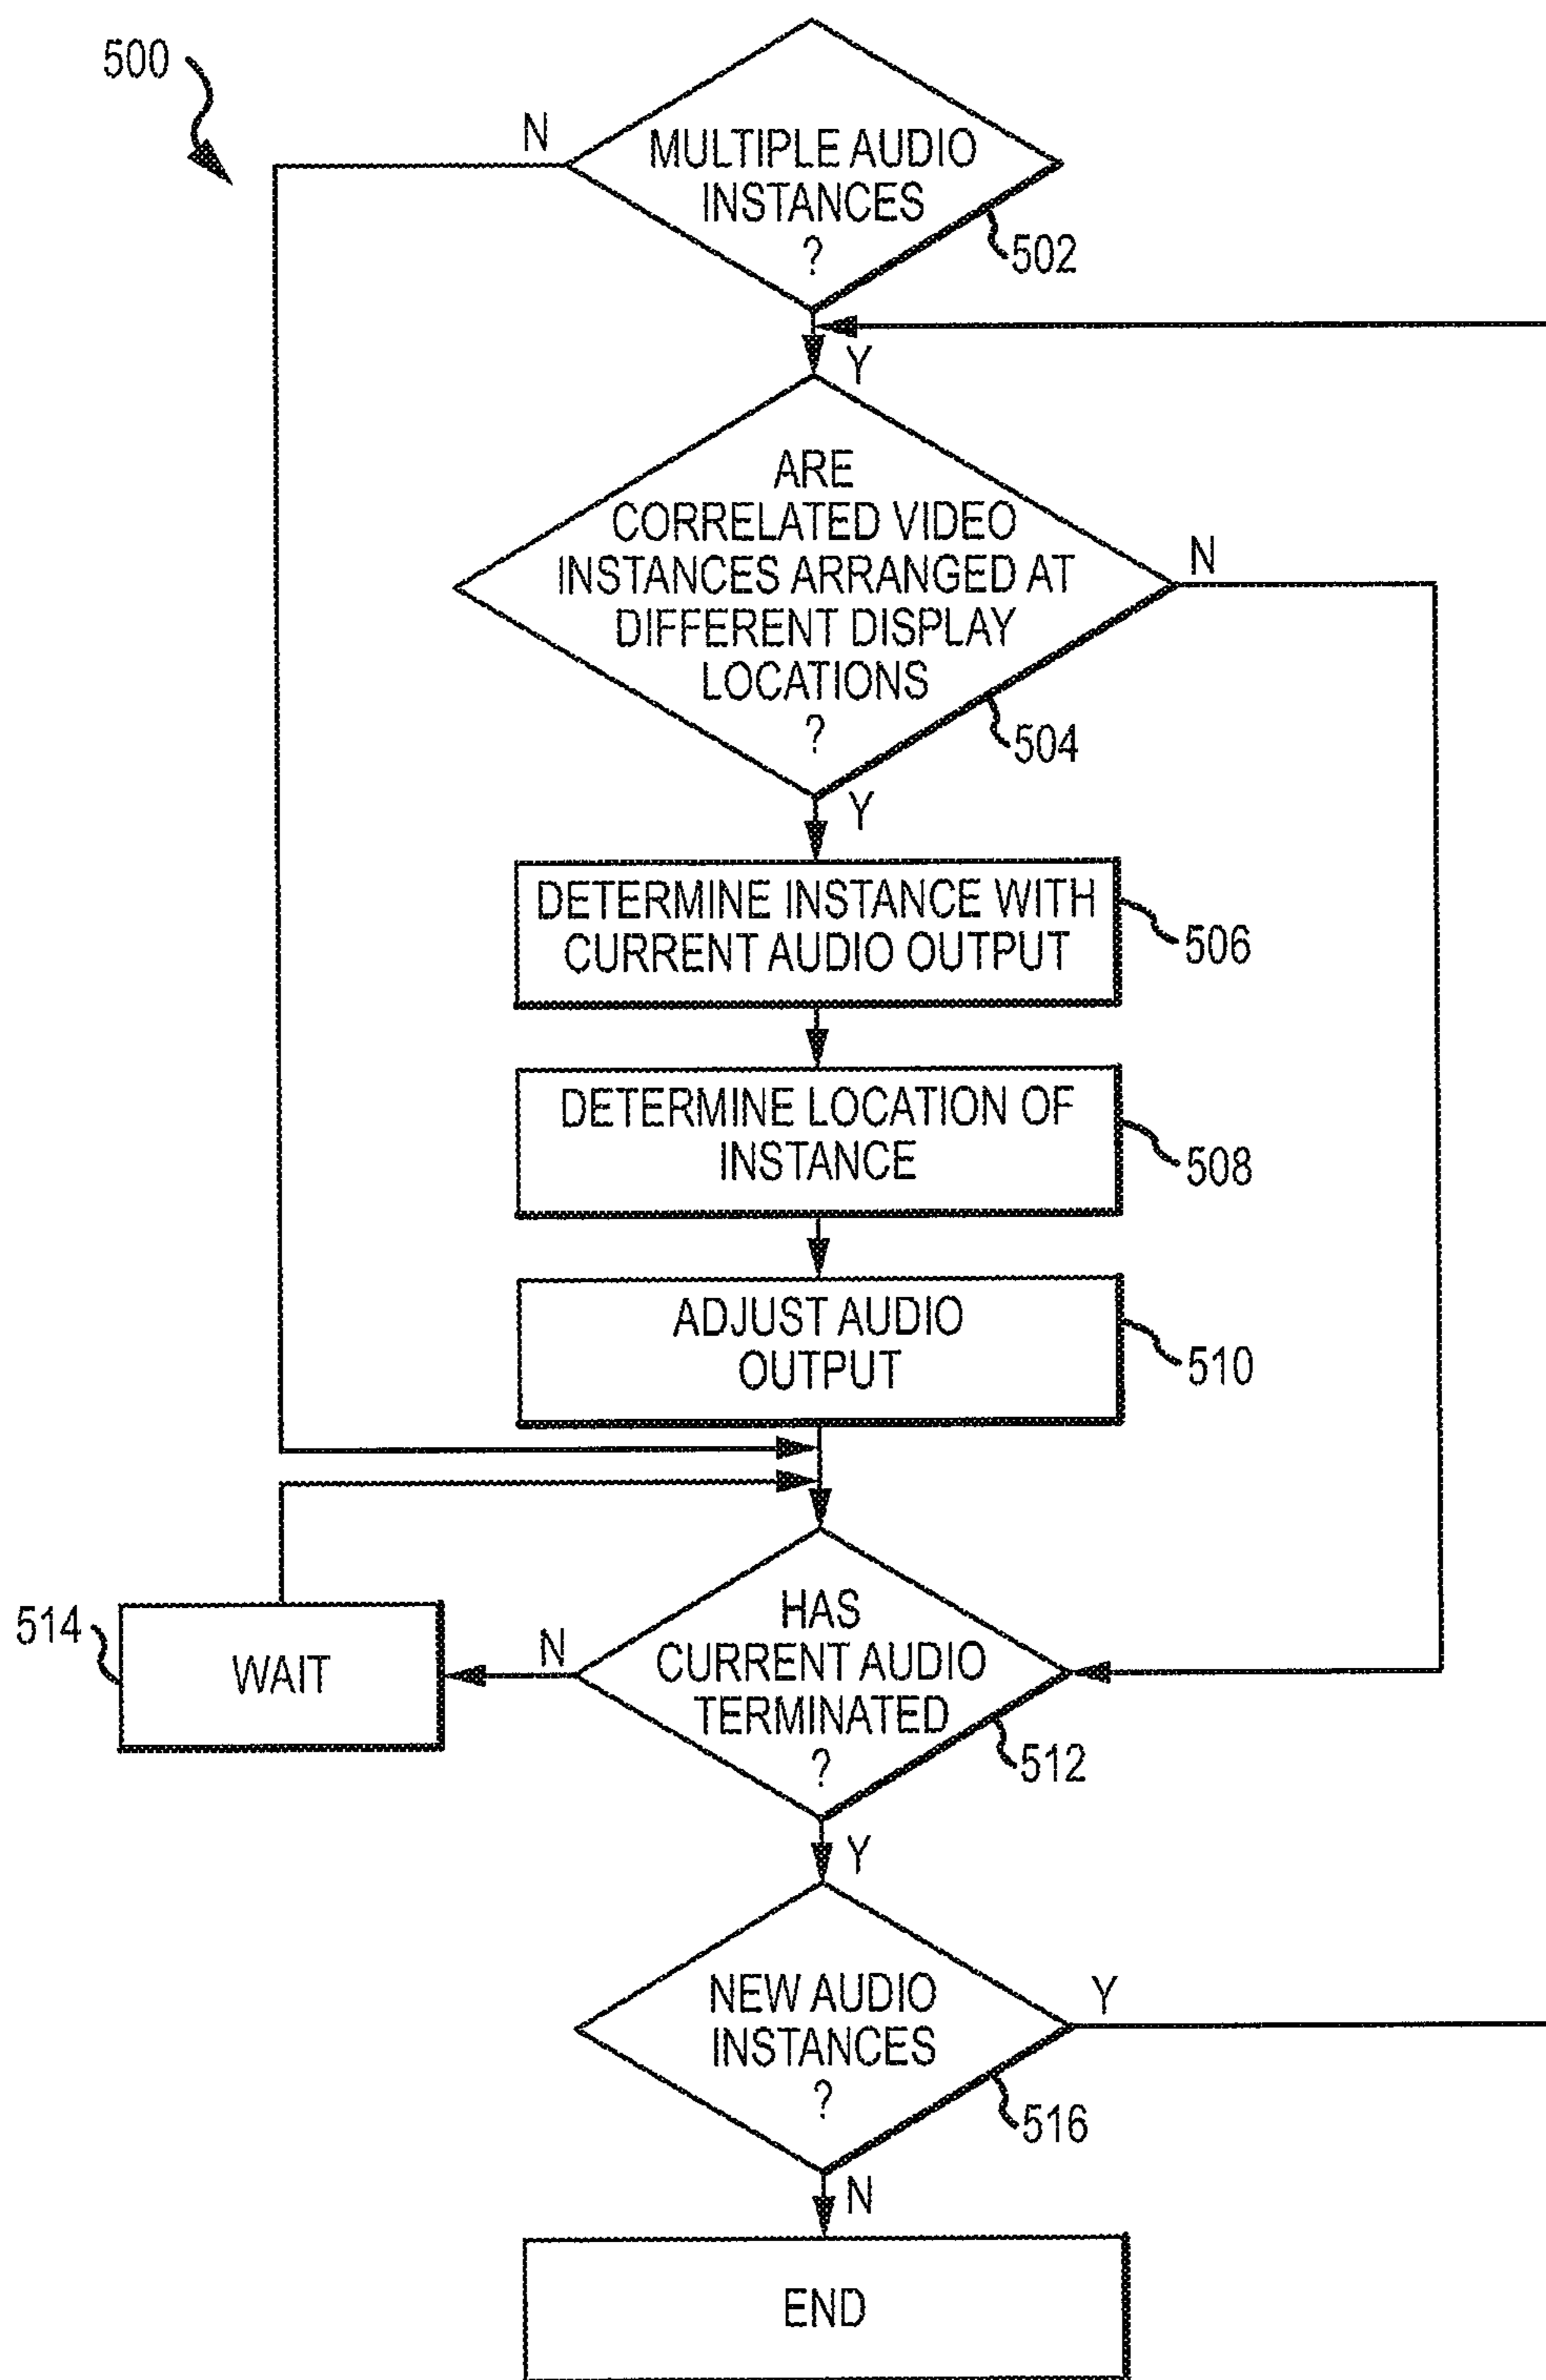 500
N
MULTIPLE AUDIO
INSTANCES
?
502
Y
ARE
CORRELATED VIDEO
INSTANCES ARRANGED AT
DIFFERENT DISPLAY
LOCATIONS
?
N
504
Y
DETERMINE INSTANCE WITH
CURRENT AUDIO OUTPUT
506
DETERMINE LOCATION OF
INSTANCE
508
ADJUST AUDIO
OUTPUT
510
514
WAIT
N
HAS
CURRENT AUDIO
TERMINATED
?
512
Y
NEW AUDIO
INSTANCES
?
Y
516
N
END